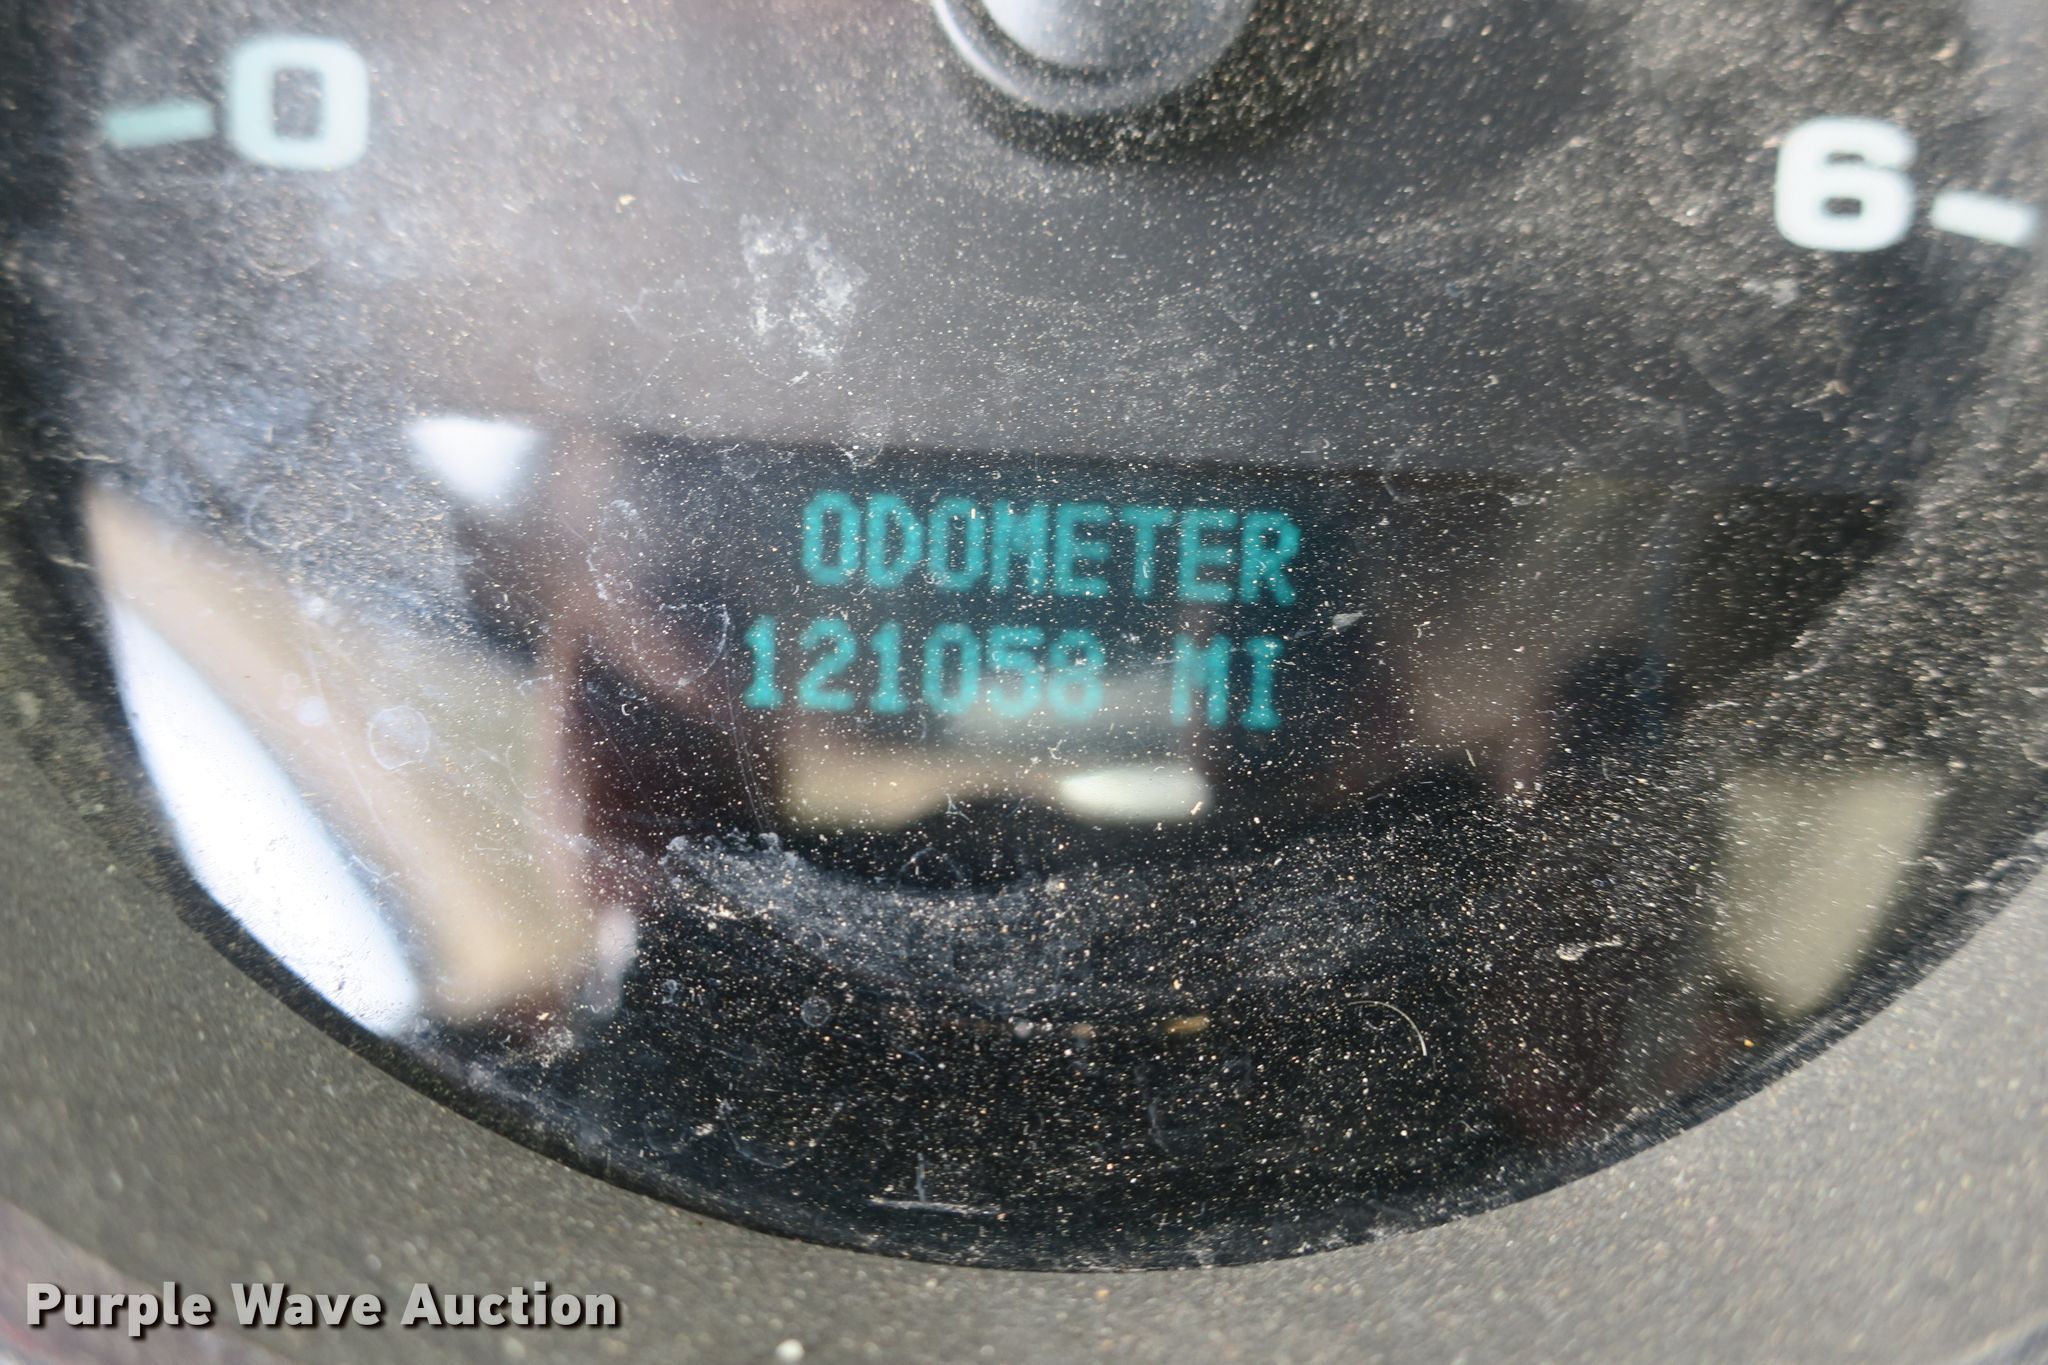 0
6
ODOMETER
121058 MI
Purple Wave Auction